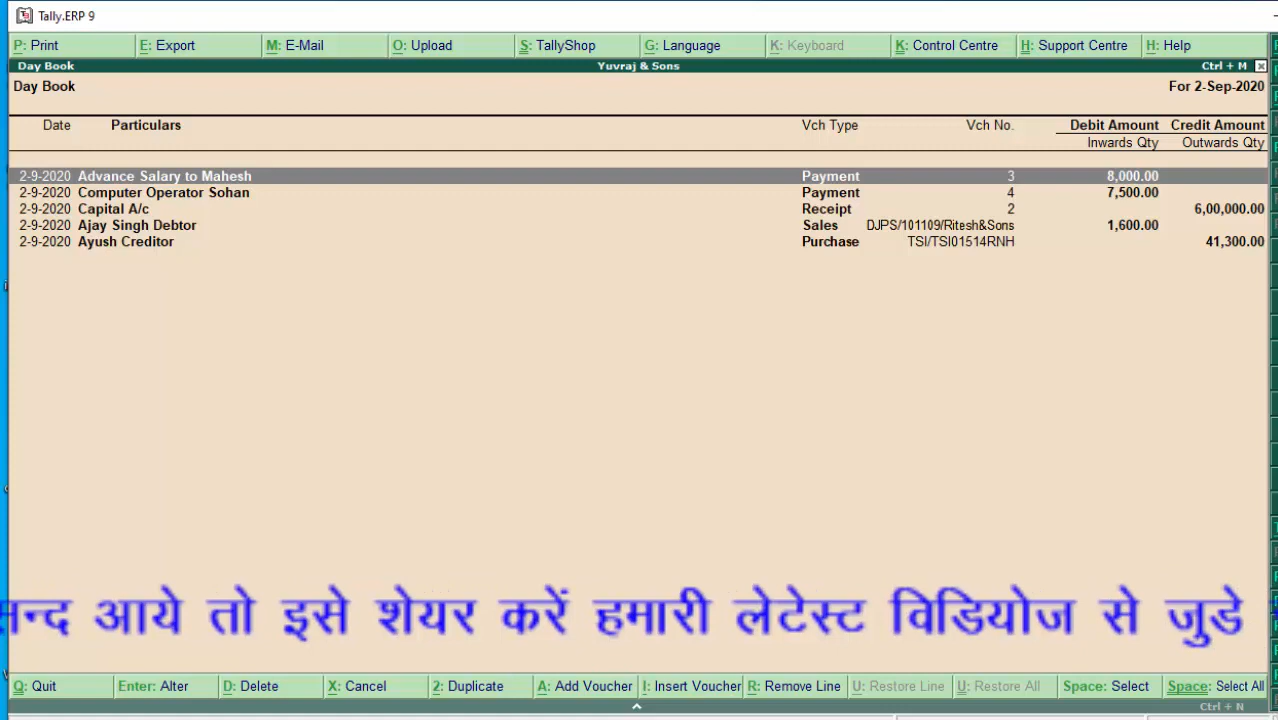 Tally.ERP 9
P: Print E: Export M: E-Mail O: Upload S: TallyShop G: Language K: Keyboard K: Control Centre H: Support Centre H: Help
Day Book Yuvraj & Sons Ctrl + M
Day Book For 2-Sep-2020
Date Particulars Vch Type Vch No. Debit Amount Credit Amount
Inwards Qty Outwards Qty
2-9-2020 Advance Salary to Mahesh Payment 3 8,000.00
2-9-2020 Computer Operator Sohan Payment 4 7,500.00
2-9-2020 Capital A/c Receipt 2 6,00,000.00
2-9-2020 Ajay Singh Debtor Sales DJPS/101109/Ritesh&Sons 1,600.00
2-9-2020 Ayush Creditor Purchase TSI/TSI01514RNH 41,300.00
आये तो इसे शेयर करें हमारी लेटेस्ट विडियोज से जुडे
Q: Quit Enter: Alter D: Delete X: Cancel 2: Duplicate A: Add Voucher I: Insert Voucher R: Remove Line U: Restore Line U: Restore All Space: Select Space: Select All
Ctrl + N